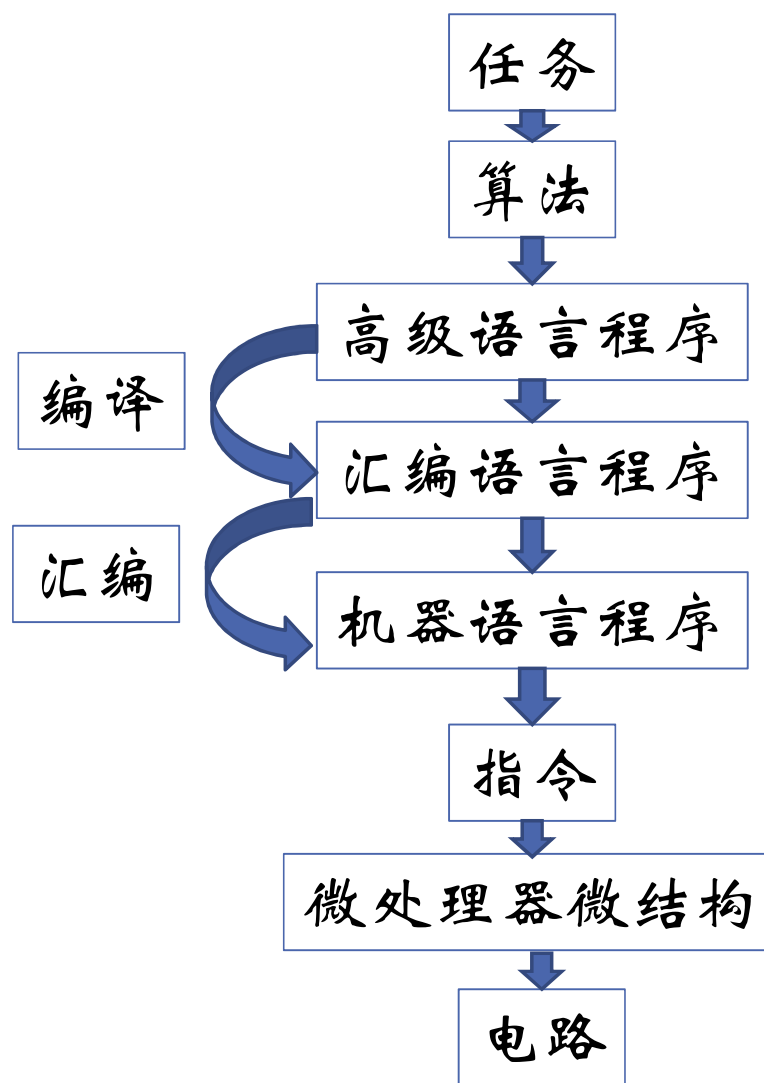 任务
算法
高级语言程序
编译
汇编语言程序
汇编
机器语言程序
指令
微处理器微结构
电路